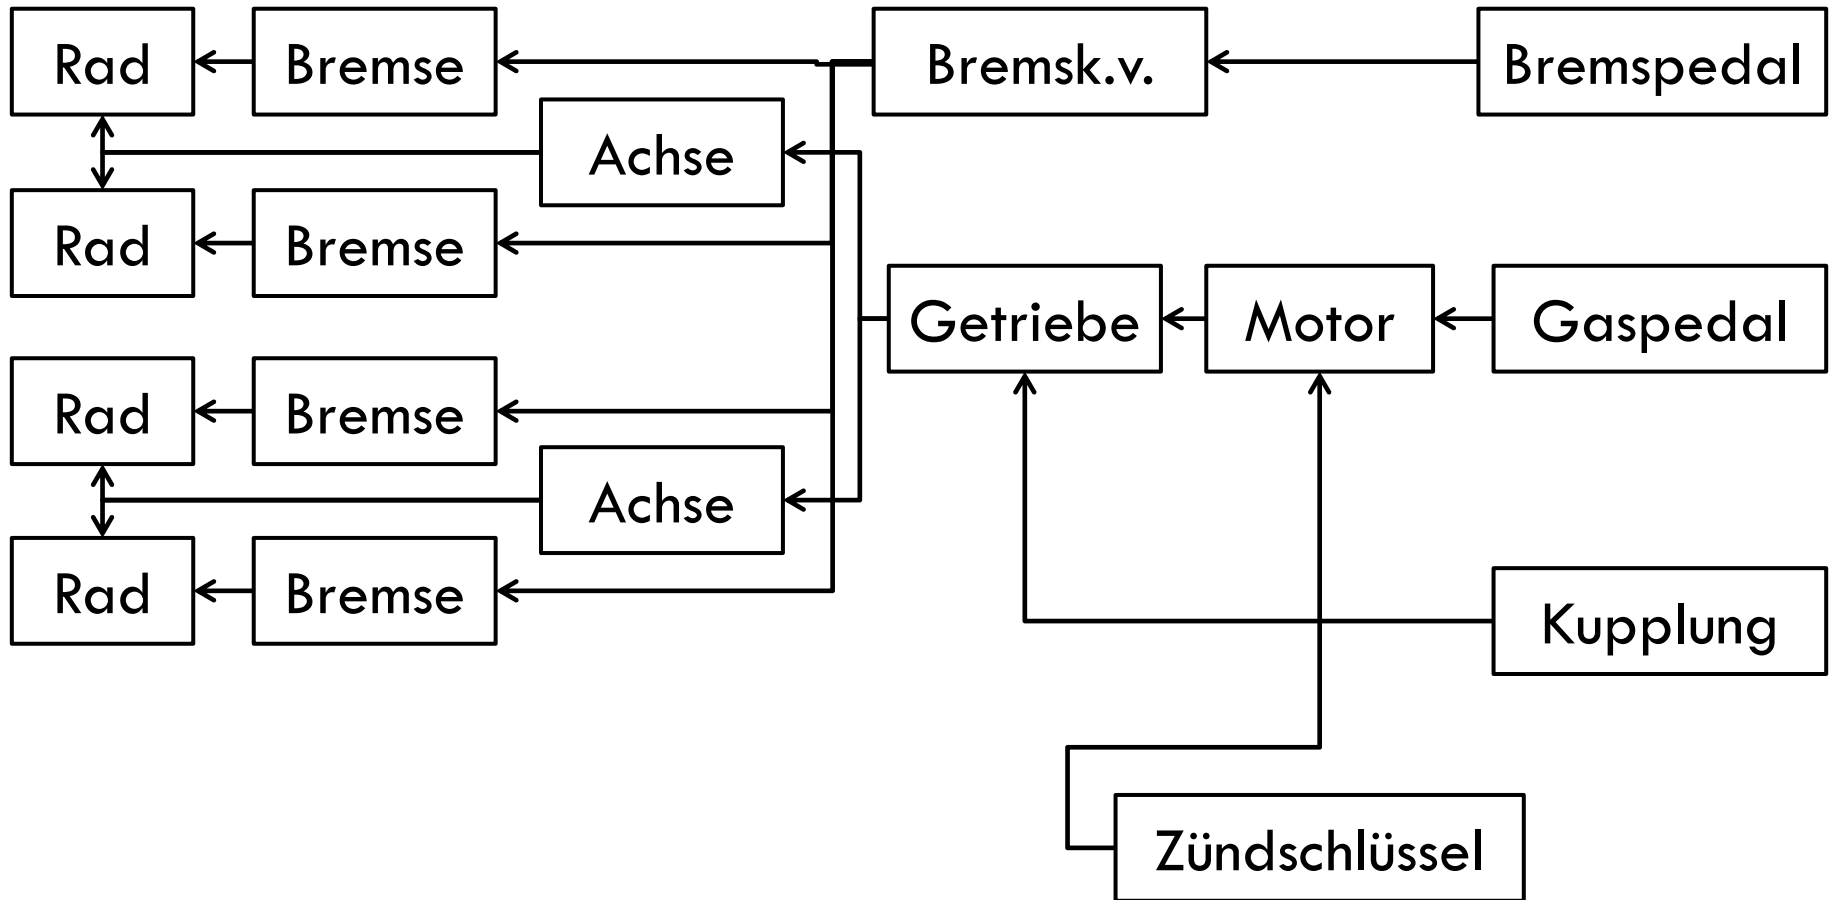 Rad
Bremse
Bremsk.v.
Bremspedal
Achse
Rad
Bremse
Getriebe
Motor
Gaspedal
Rad
Bremse
Achse
Rad
Bremse
Kupplung
Zündschlüssel